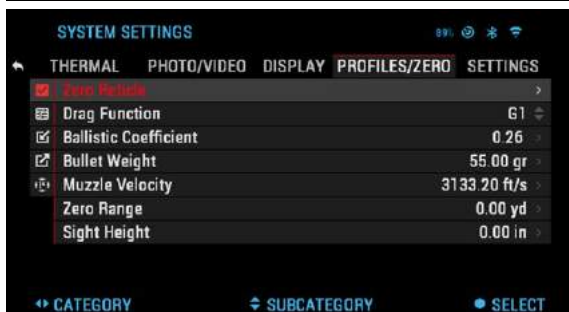 SYSTEM SETTINGS 89%
THERMAL PHOTO/VIDEO DISPLAY PROFILES/ZERO SETTINGS
Zero Reticle
Drag Function G1
Ballistic Coefficient 0.26
Bullet Weight 55.00 gr
Muzzle Velocity 3133.20 ft/s
Zero Range 0.00 yd
Sight Height 0.00 in
CATEGORY SUBCATEGORY SELECT